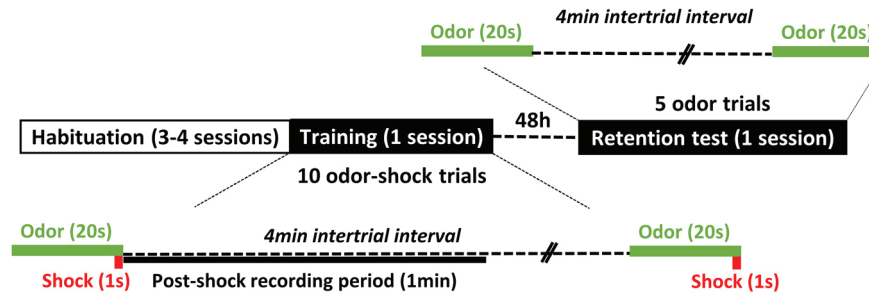 4min intertrial interval
Odor (20s)
Odor (20s)
5 odor trials
48h
Habituation (3-4 sessions)
Training (1 session)
Retention test (1 session)
10 odor-shock trials
Odor (20s)
4min intertrial interval
Odor (20s)
Shock (1s)
Post-shock recording period (1min)
Shock (1s)